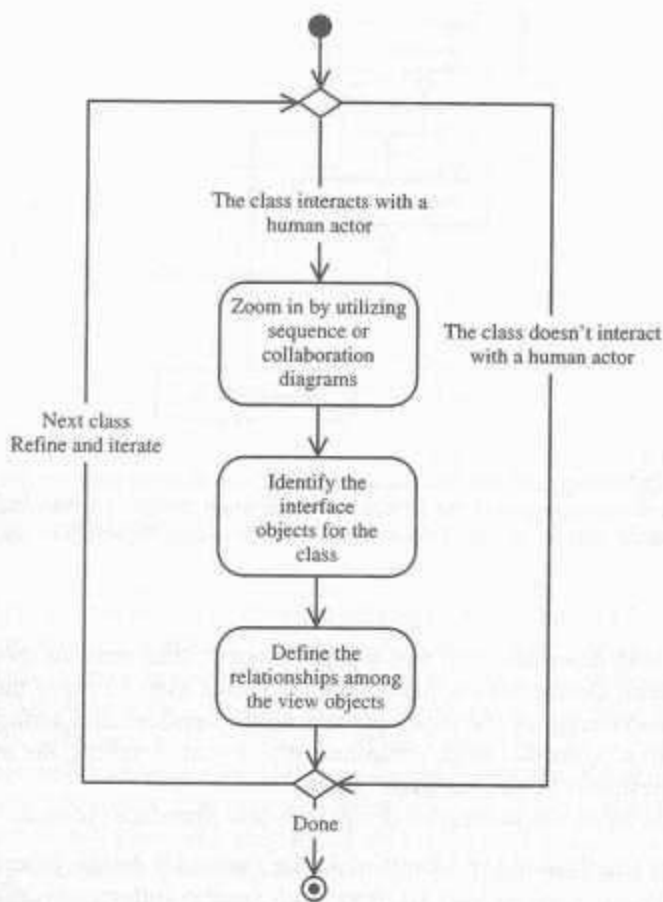 The class interacts with a
human actor
Zoom in by utilizing
sequence or
collaboration
diagrams
The class doesn't interact
with a human actor
Next class
Refine and iterate
Identify the
interface
objects for the
class
Define the
relationships among
the view objects
Done